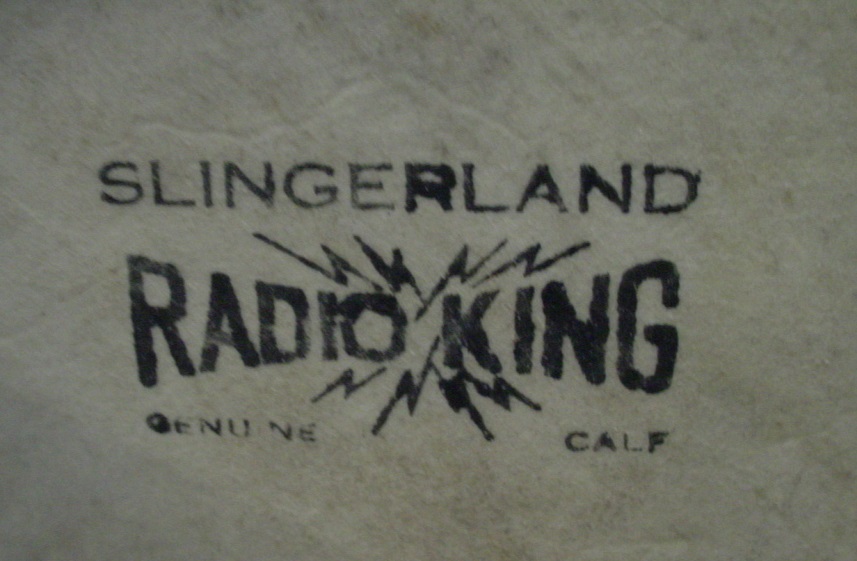 SLINGERLAND
RADIO KING
GENUINE CALF